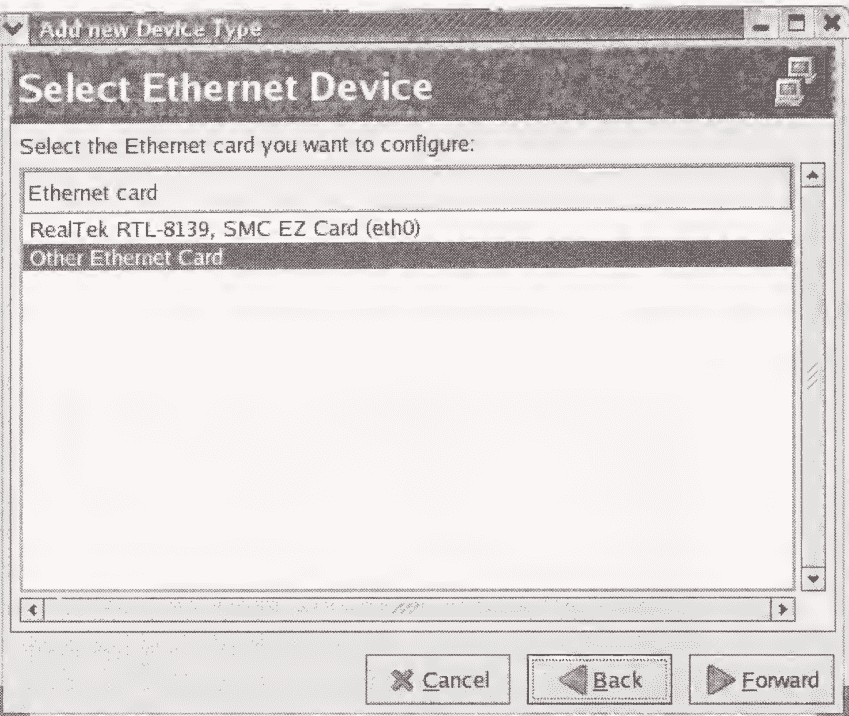 Add new Device Type
Select Ethernet Device
Select the Ethernet card you want to configure:
Ethernet card
RealTek RTL-8139, SMC EZ Card (eth0)
Other Ethernet Card
Cancel
Back
Forward